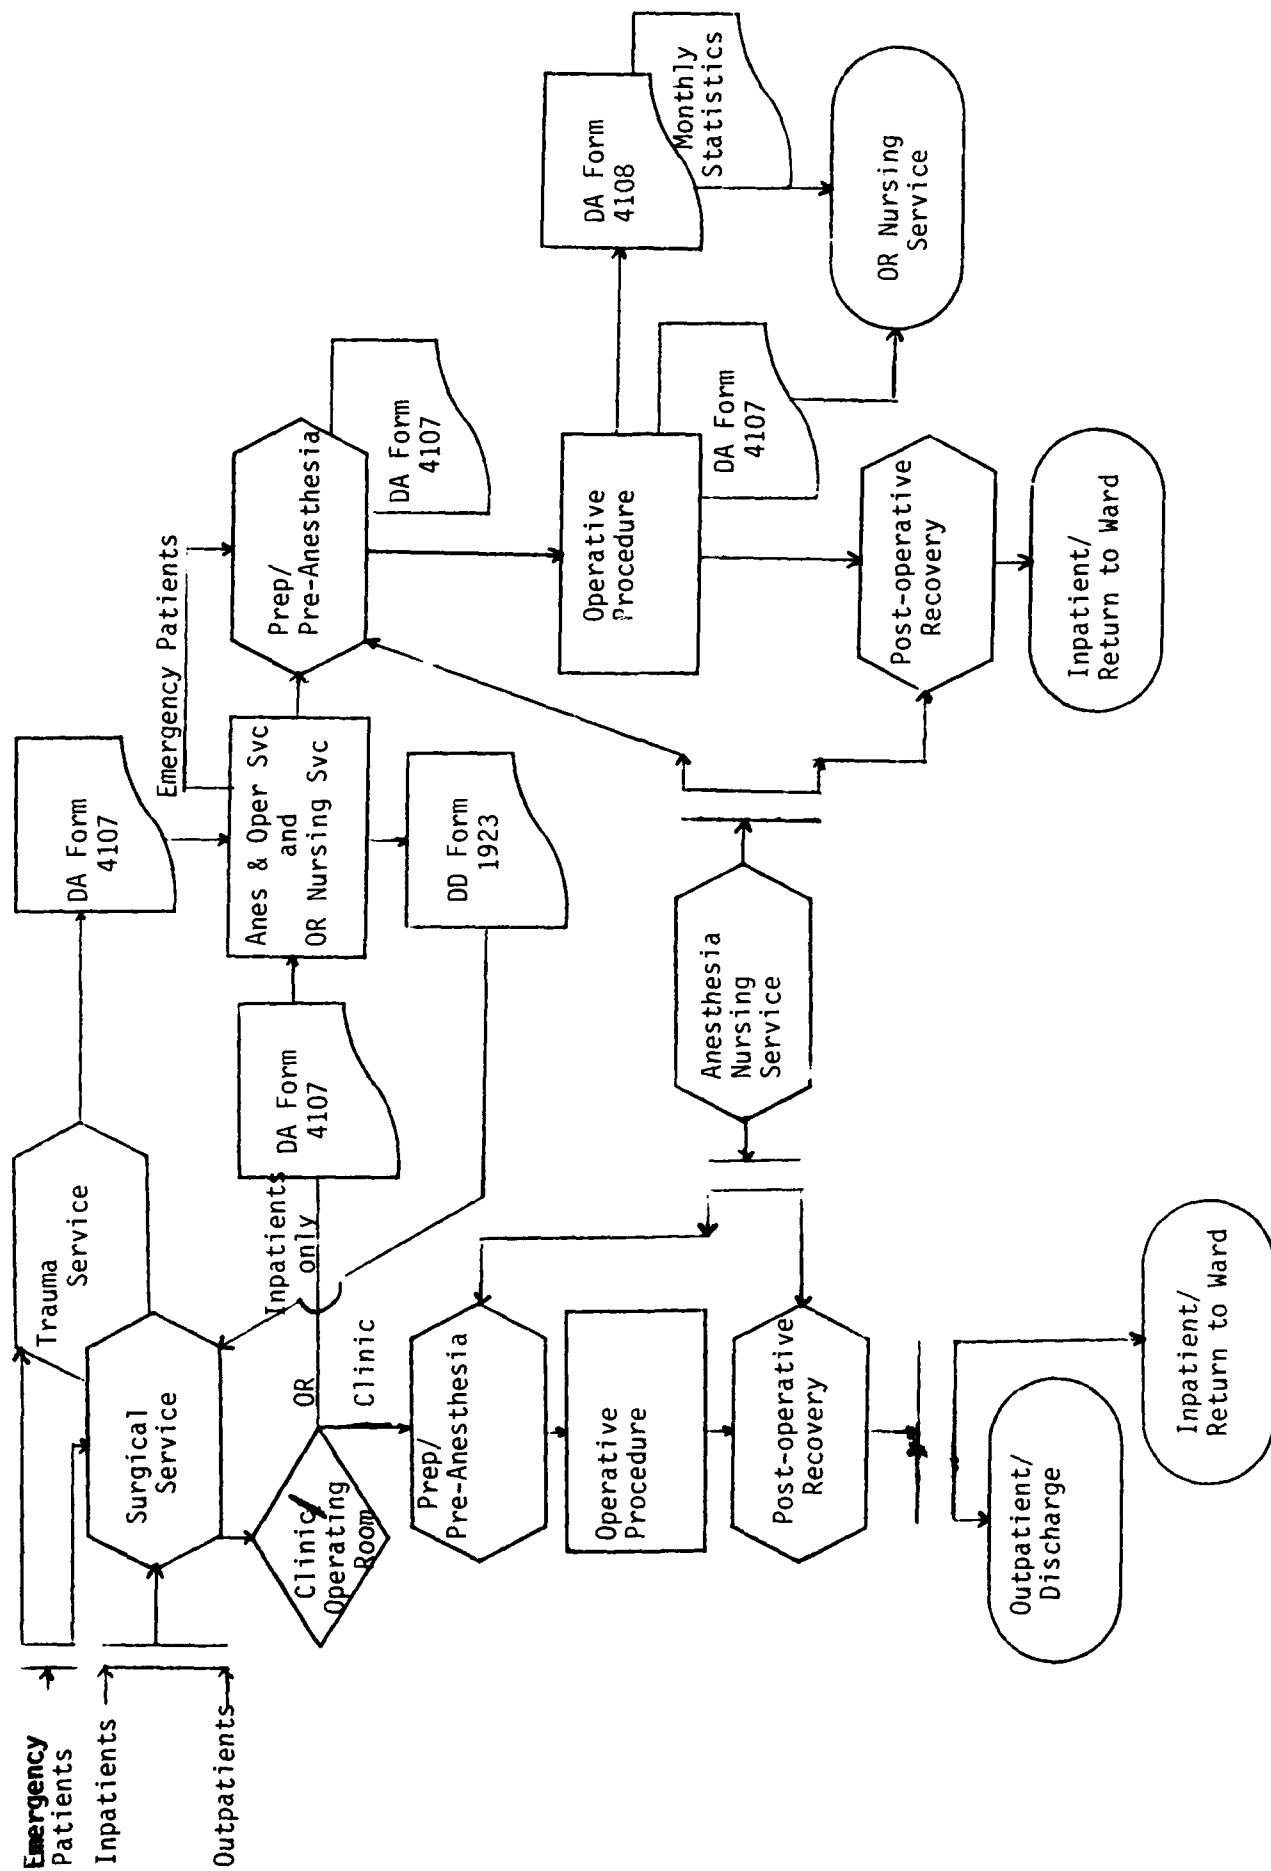 Emergency
Patients
Inpatients
Outpatients
Trauma
Service
Surgical
Service
Clinic/
Operating
Room
OR
Inpatients
only
Clinic
DA Form
4107
DA Form
4107
Anes & Oper Svc
and
OR Nursing Svc
DD Form
1923
Emergency Patients
Prep/
Pre-Anesthesia
DA Form
4107
Operative
Procedure
DA Form
4107
DA Form
4108
Monthly
Statistics
OR Nursing
Service
Post-operative
Recovery
Inpatient/
Return to Ward
Anesthesia
Nursing
Service
Prep/
Pre-Anesthesia
Operative
Procedure
Post-operative
Recovery
Outpatient/
Discharge
Inpatient/
Return to Ward